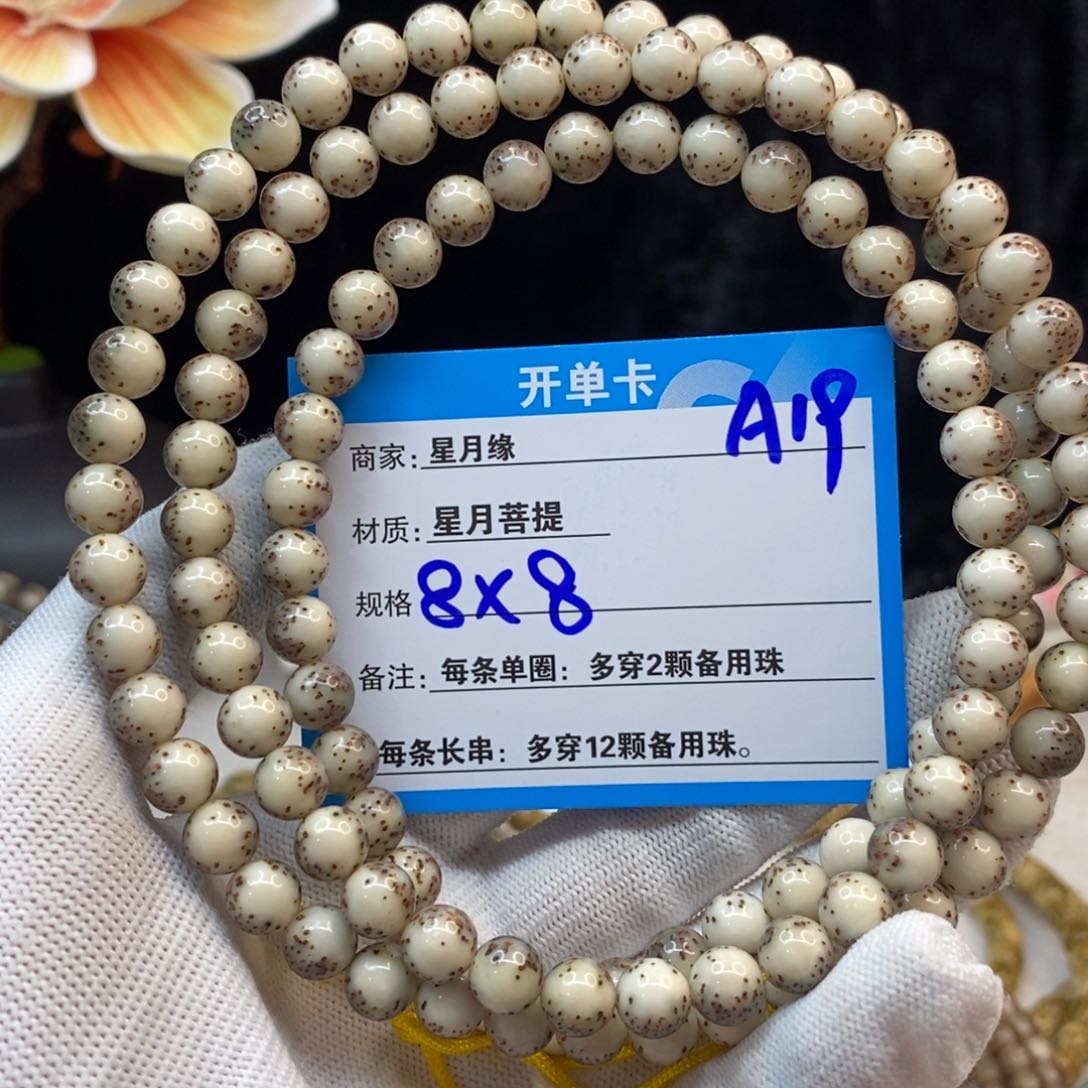 开单卡
A19
商家: 星月缘
材质: 星月菩提
规格 8x8
备注: 每条单圈: 多穿2颗备用珠
每条长串: 多穿12颗备用珠。